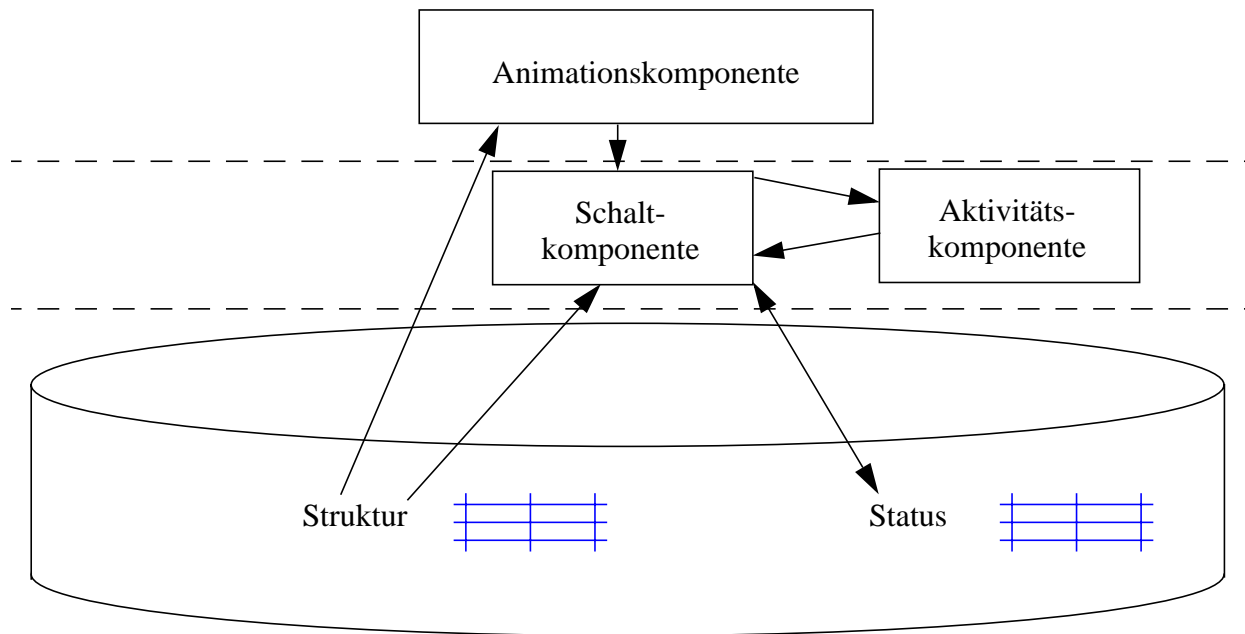 Animationskomponente
Schalt-
komponente
Aktivitäts-
komponente
Struktur
Status